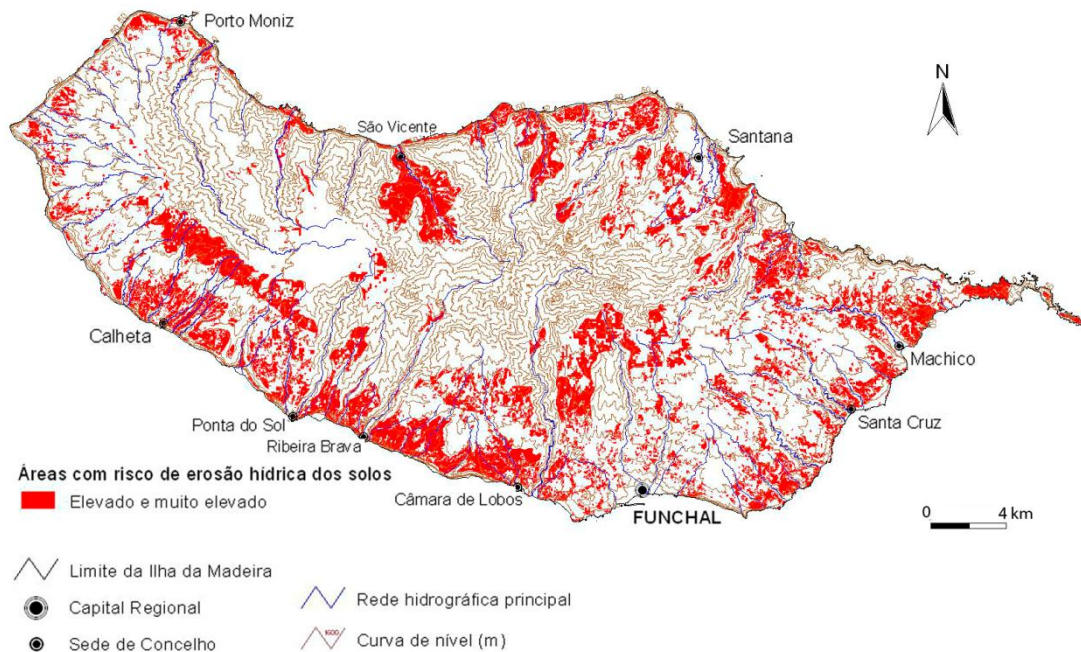 Porto Moniz
N
São Vicente
Santana
Calheta
Machico
Ponta do Sol
Santa Cruz
Ribeira Brava
Áreas com risco de erosão hídrica dos solos
Elevado e muito elevado
Câmara de Lobos
FUNCHAL
0 4 km
Limite da Ilha da Madeira
Capital Regional
Rede hidrográfica principal
Sede de Concelho
1600
Curva de nível (m)